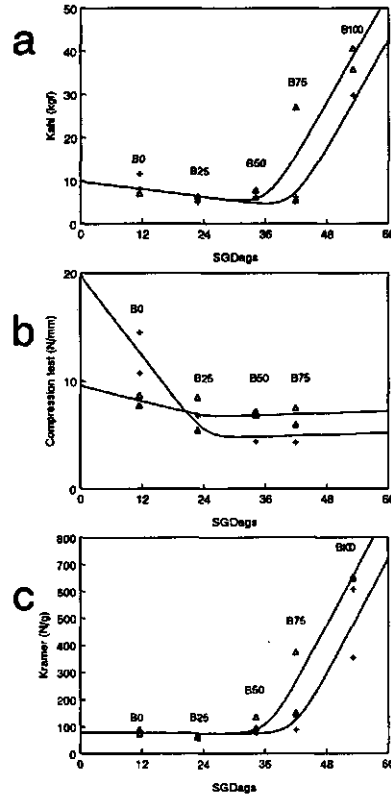 a
50
40
30
20
10
0
Kahl (kgf)
B0
B25
B50
B75
B100
0 12 24 36 48 60
SGDags
b
20
10
0
Compression test (N/mm)
B0
B25
B50
B75
0 12 24 36 48 60
SGDags
c
800
700
600
500
400
300
200
100
0
Kramer (N/g)
B0
B25
B50
B75
B100
0 12 24 36 48 60
SGDags